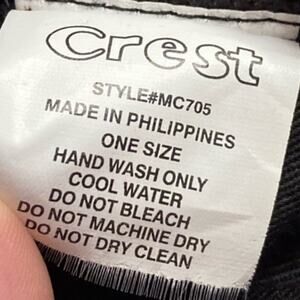 crest
STYLE#MC705
MADE IN PHILIPPINES
ONE SIZE
HAND WASH ONLY
COOL WATER
DO NOT BLEACH
DO NOT MACHINE DRY
DO NOT DRY CLEAN